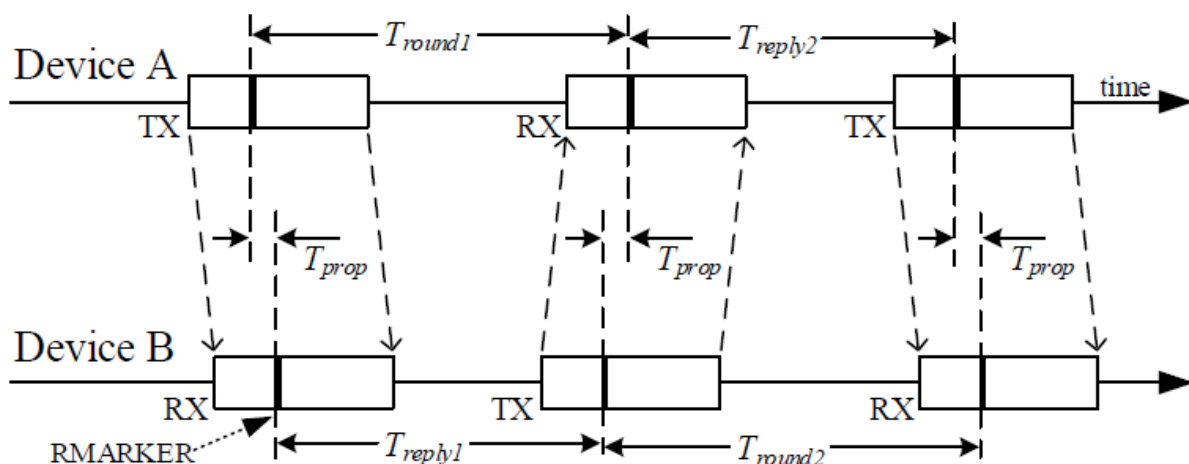 T_round1
T_reply2
Device A
time
TX
RX
TX
T_prop
T_prop
T_prop
Device B
RX
TX
RX
RMARKER
T_reply1
T_round2